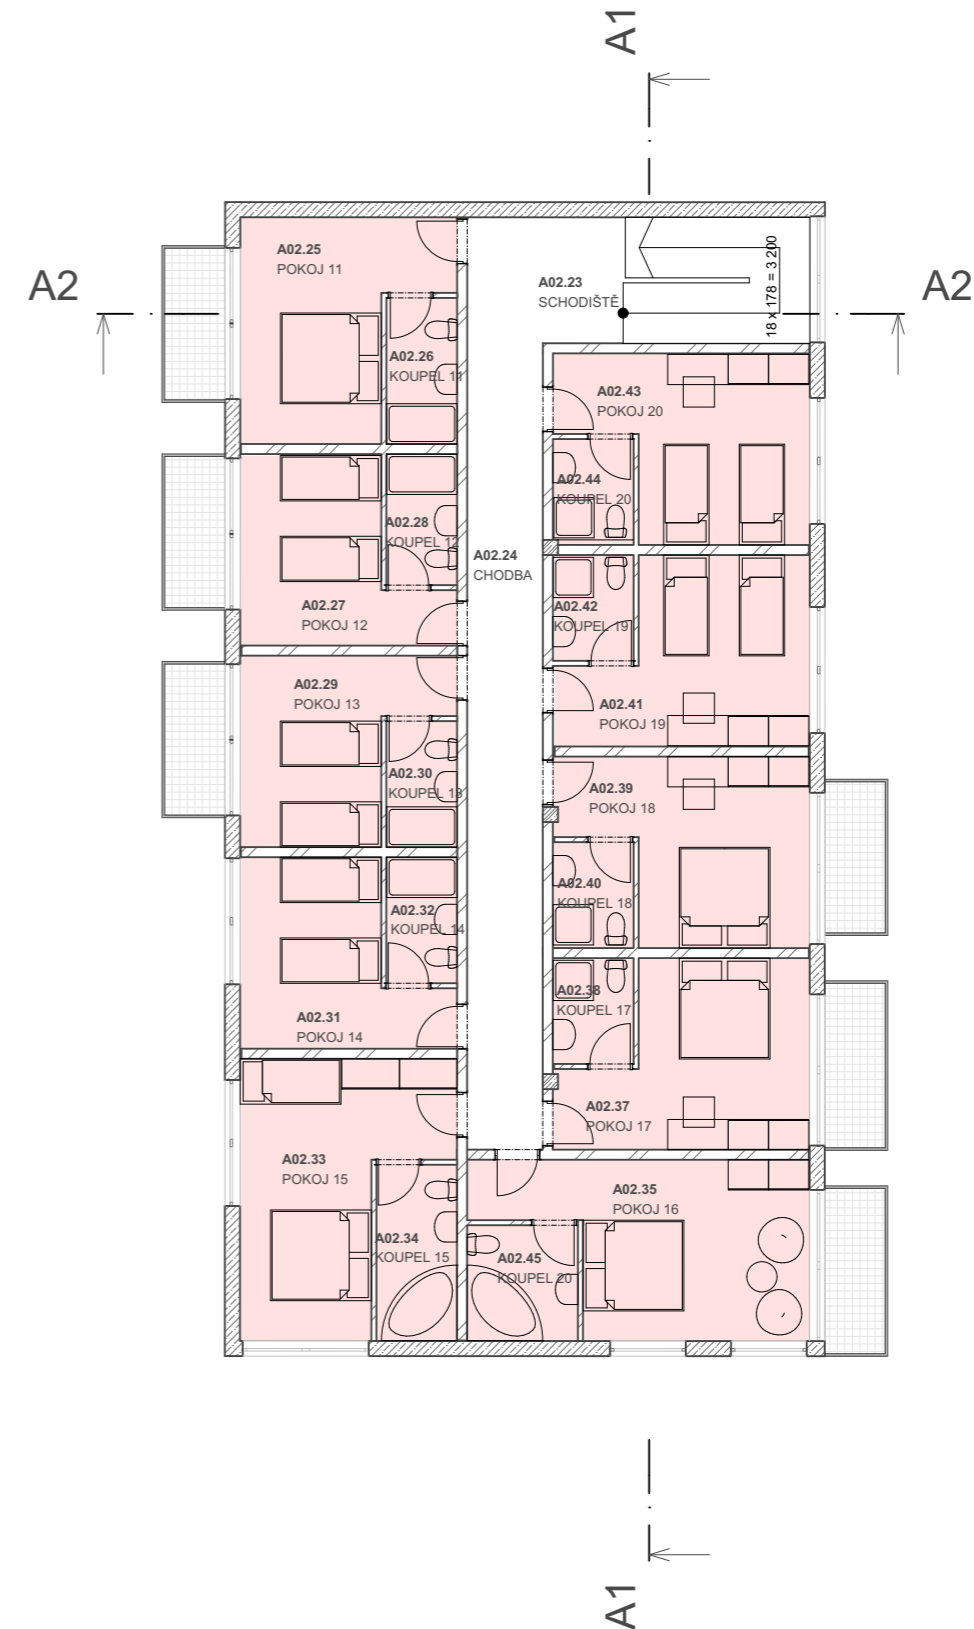 A1
A2
A2
A02.25
POKOJ 11
A02.23
SCHODIŠTĚ
18 x 178 = 3 200
A02.26
KOUPEL 11
A02.43
POKOJ 20
A02.44
KOUPEL 20
A02.28
KOUPEL 12
A02.24
CHODBA
A02.27
POKOJ 12
A02.42
KOUPEL 19
A02.29
POKOJ 13
A02.41
POKOJ 19
A02.30
KOUPEL 13
A02.39
POKOJ 18
A02.32
KOUPEL 14
A02.40
KOUPEL 18
A02.31
POKOJ 14
A02.38
KOUPEL 17
A02.37
POKOJ 17
A02.33
POKOJ 15
A02.35
POKOJ 16
A02.34
KOUPEL 15
A02.45
KOUPEL 20
A1